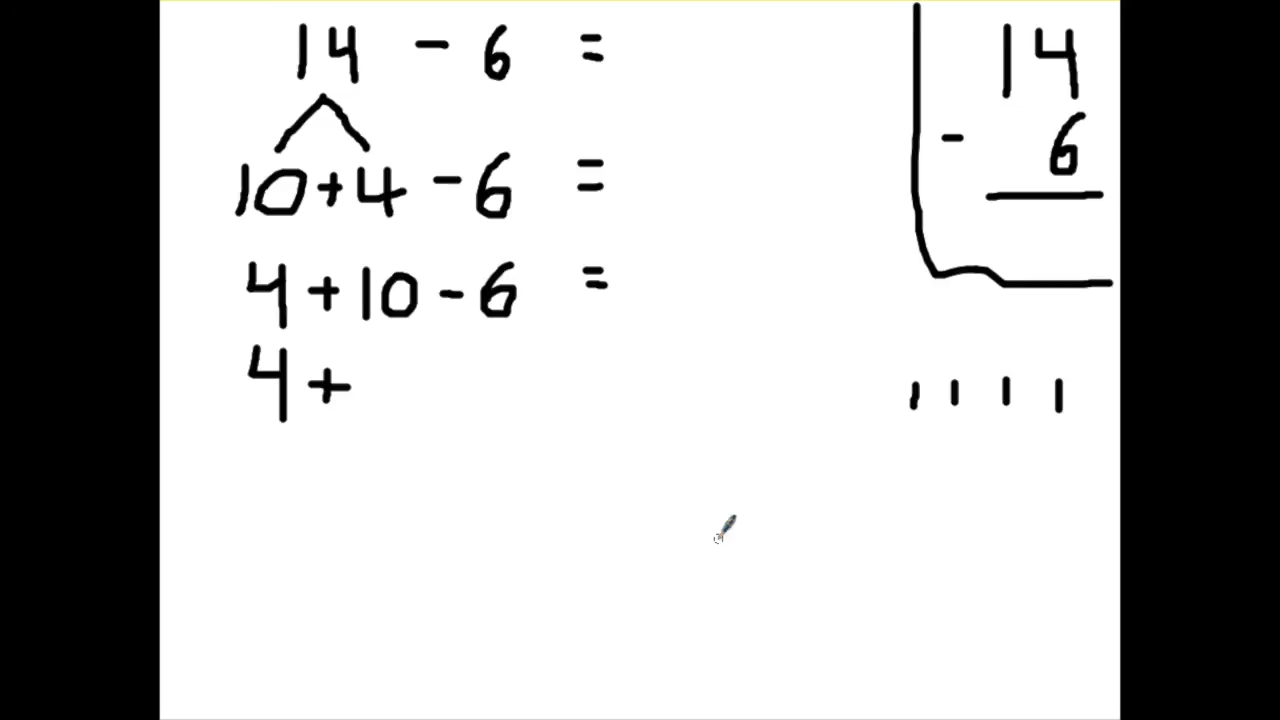 14 - 6 =
10+4 - 6 =
4 + 10 - 6 =
4 +
14
- 6
ı ı ı ı